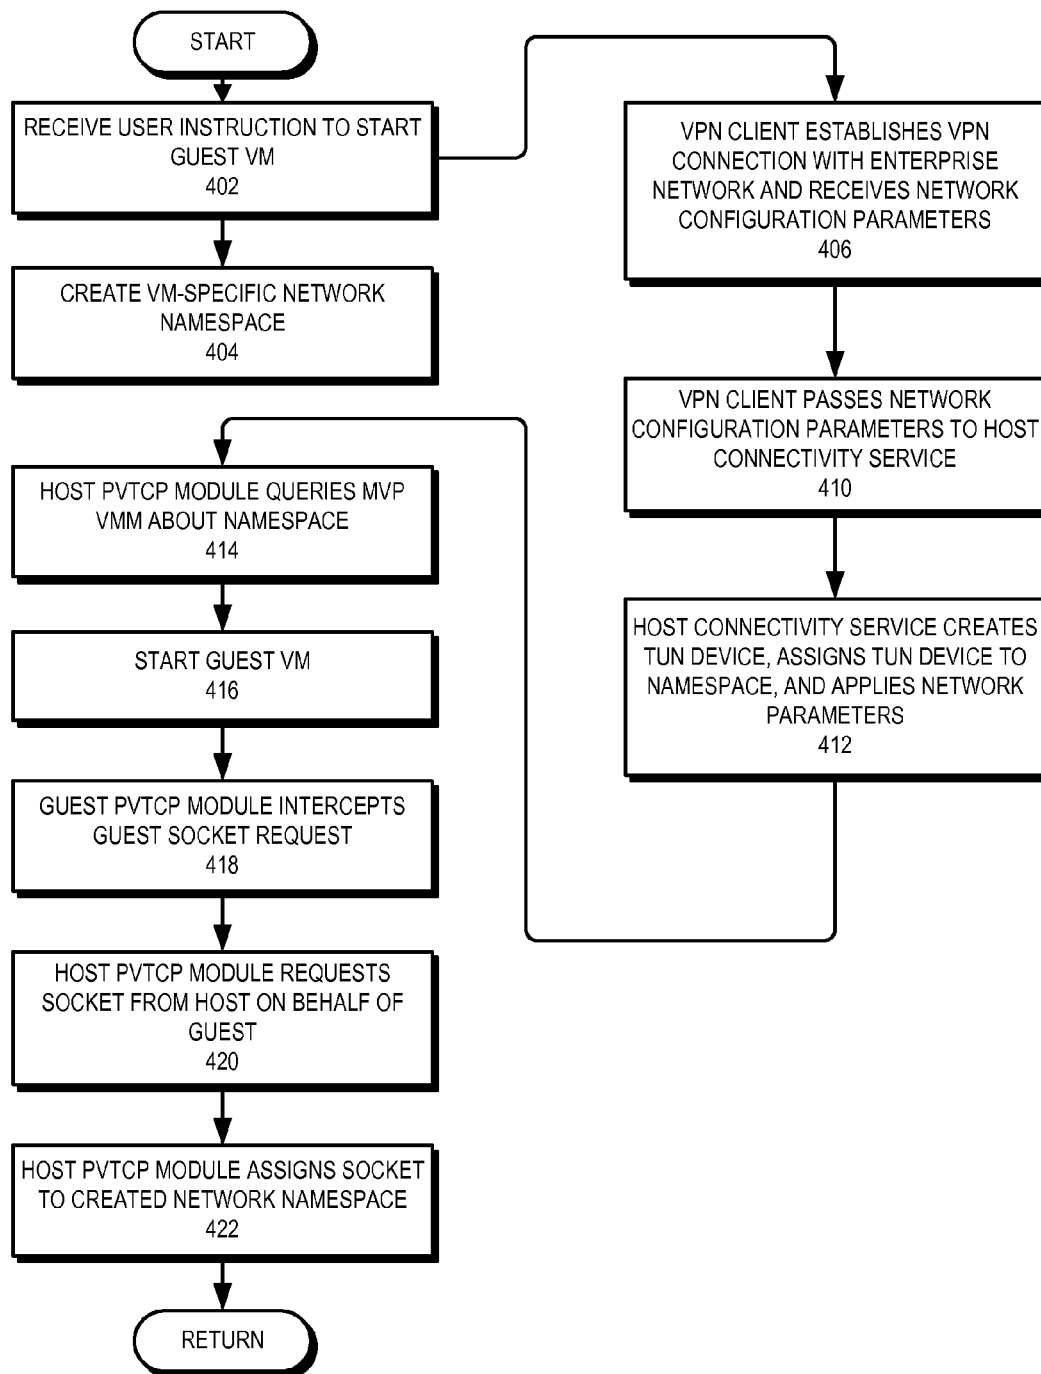 START
RECEIVE USER INSTRUCTION TO START
GUEST VM
402
CREATE VM-SPECIFIC NETWORK
NAMESPACE
404
VPN CLIENT ESTABLISHES VPN
CONNECTION WITH ENTERPRISE
NETWORK AND RECEIVES NETWORK
CONFIGURATION PARAMETERS
406
VPN CLIENT PASSES NETWORK
CONFIGURATION PARAMETERS TO HOST
CONNECTIVITY SERVICE
410
HOST CONNECTIVITY SERVICE CREATES
TUN DEVICE, ASSIGNS TUN DEVICE TO
NAMESPACE, AND APPLIES NETWORK
PARAMETERS
412
HOST PVTCP MODULE QUERIES MVP
VMM ABOUT NAMESPACE
414
START GUEST VM
416
GUEST PVTCP MODULE INTERCEPTS
GUEST SOCKET REQUEST
418
HOST PVTCP MODULE REQUESTS
SOCKET FROM HOST ON BEHALF OF
GUEST
420
HOST PVTCP MODULE ASSIGNS SOCKET
TO CREATED NETWORK NAMESPACE
422
RETURN